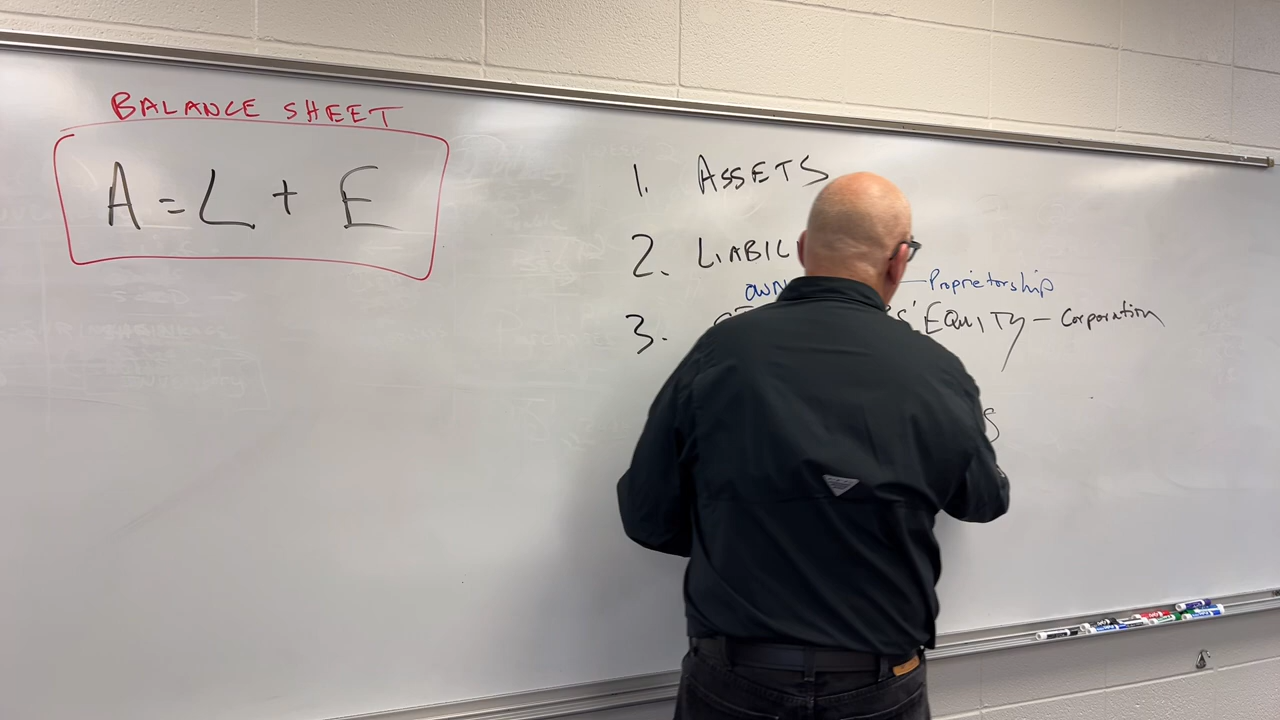 BALANCE SHEET
A = L + E
1. ASSETS
2. LIABIL
OWN — Proprietorship
3. S' EQUITY — Corporation
S